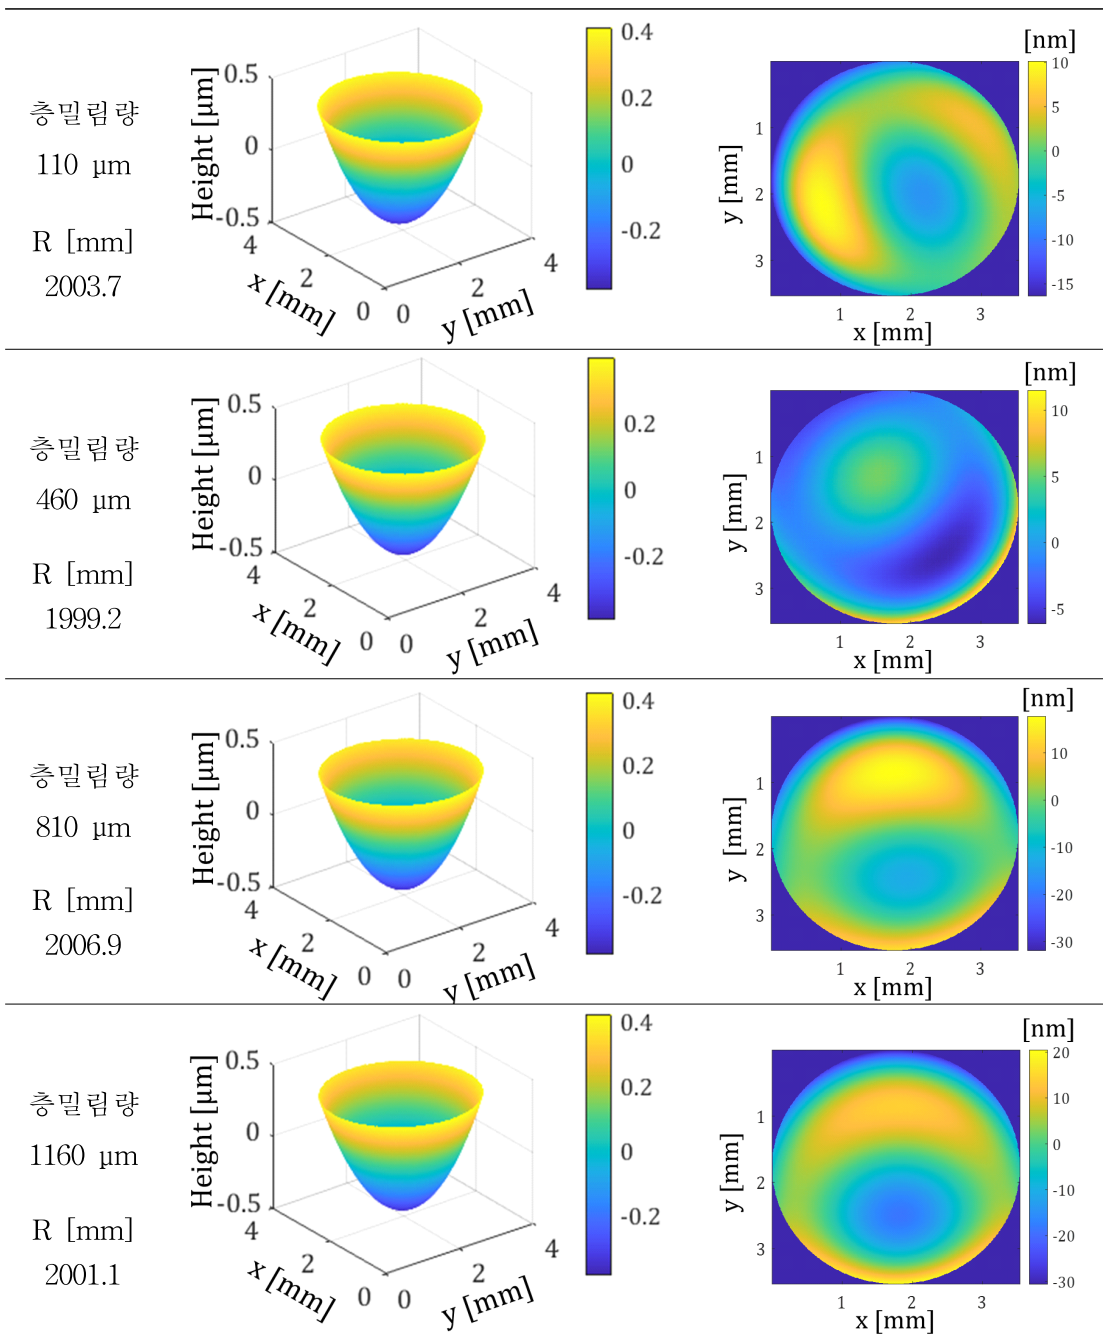 층밀림량
110 µm
R [mm]
2003.7
Height [µm]
0.5
0
-0.5
4
2
0
x [mm]
0
2
4
y [mm]
0.4
0.2
0
-0.2
[nm]
10
5
0
-5
-10
-15
y [mm]
1
2
3
1
2
3
x [mm]
층밀림량
460 µm
R [mm]
1999.2
Height [µm]
0.5
0
-0.5
4
2
0
x [mm]
0
2
4
y [mm]
0.2
0
-0.2
[nm]
10
5
0
-5
y [mm]
1
2
3
1
2
3
x [mm]
층밀림량
810 µm
R [mm]
2006.9
Height [µm]
0.5
0
-0.5
4
2
0
x [mm]
0
2
4
y [mm]
0.4
0.2
0
-0.2
[nm]
10
0
-10
-20
-30
y [mm]
1
2
3
1
2
3
x [mm]
층밀림량
1160 µm
R [mm]
2001.1
Height [µm]
0.5
0
-0.5
4
2
0
x [mm]
0
2
4
y [mm]
0.4
0.2
0
-0.2
[nm]
20
10
0
-10
-20
-30
y [mm]
1
2
3
1
2
3
x [mm]